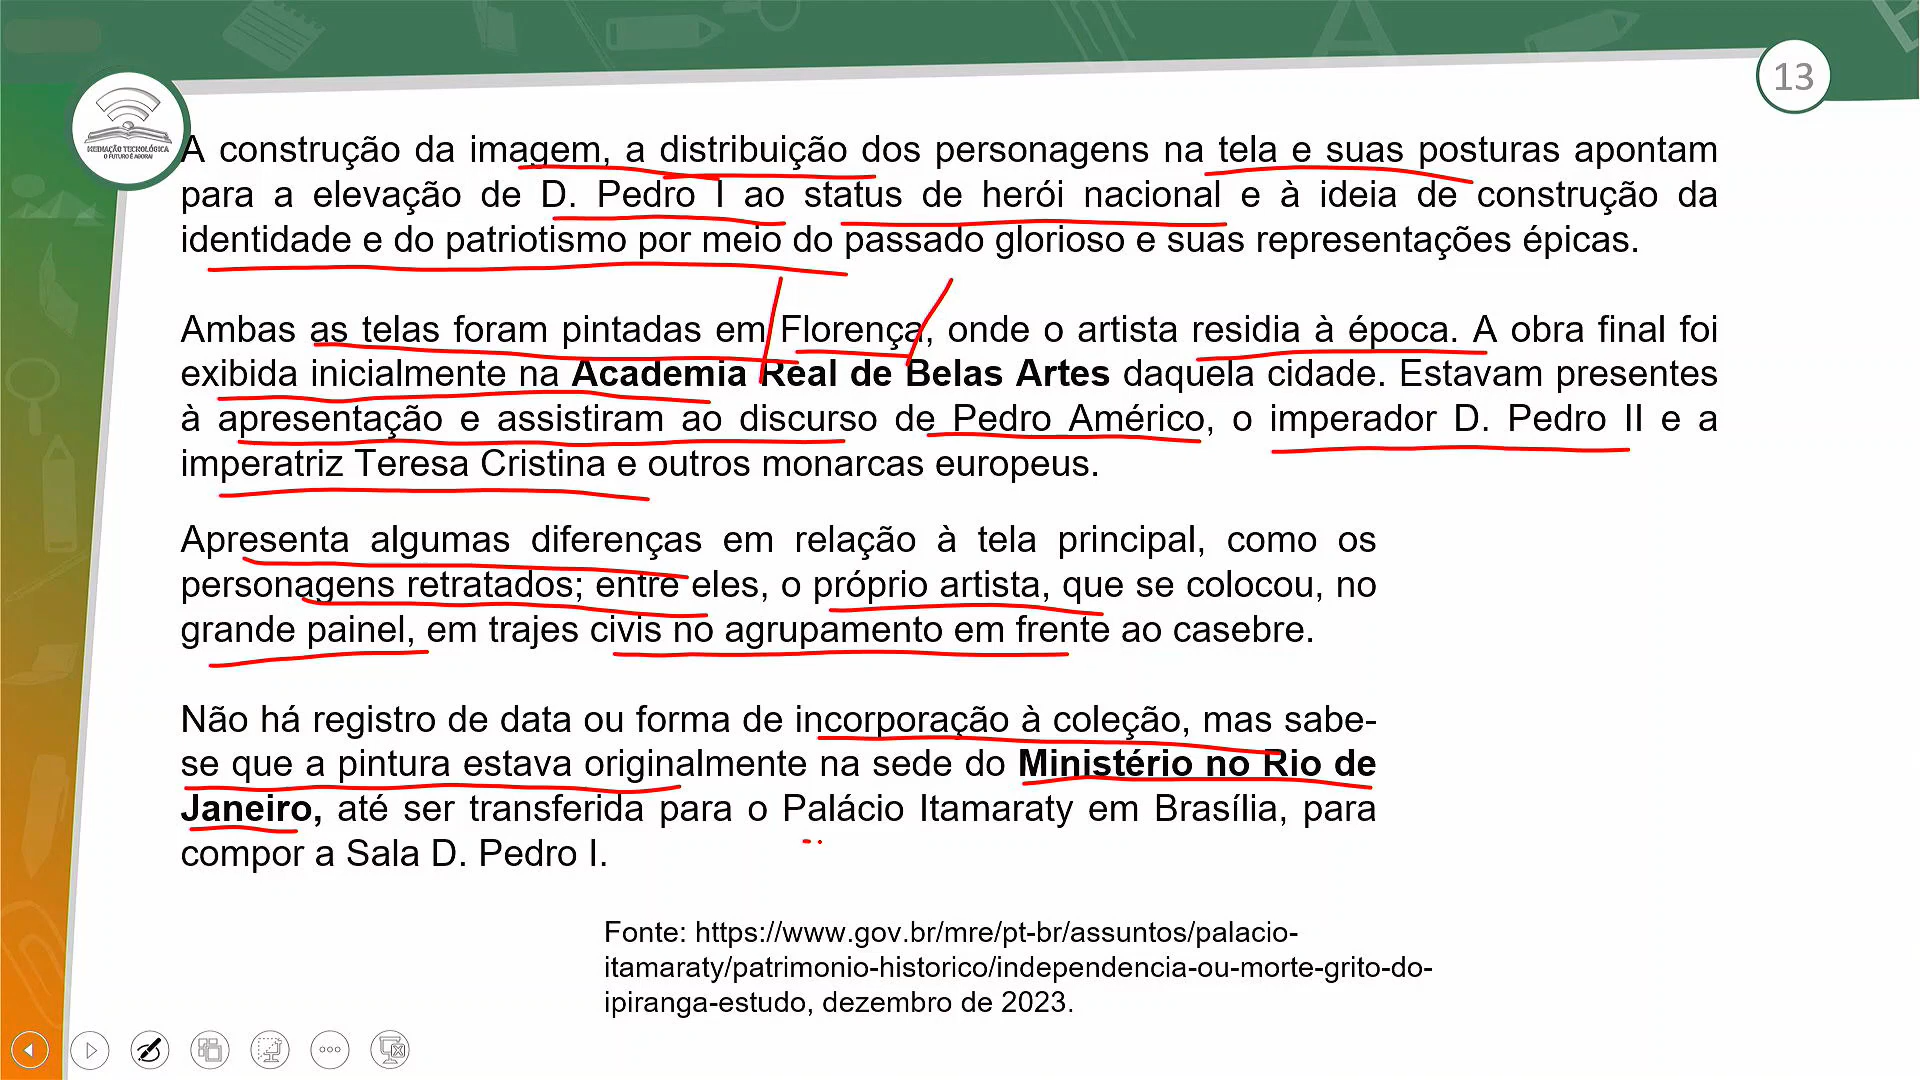 13
MEDIAÇÃO TECNOLÓGICA
O FUTURO É AGORA!
A construção da imagem, a distribuição dos personagens na tela e suas posturas apontam
para a elevação de D. Pedro I ao status de herói nacional e à ideia de construção da
identidade e do patriotismo por meio do passado glorioso e suas representações épicas.
Ambas as telas foram pintadas em Florença, onde o artista residia à época. A obra final foi
exibida inicialmente na Academia Real de Belas Artes daquela cidade. Estavam presentes
à apresentação e assistiram ao discurso de Pedro Américo, o imperador D. Pedro II e a
imperatriz Teresa Cristina e outros monarcas europeus.
Apresenta algumas diferenças em relação à tela principal, como os
personagens retratados; entre eles, o próprio artista, que se colocou, no
grande painel, em trajes civis no agrupamento em frente ao casebre.
Não há registro de data ou forma de incorporação à coleção, mas sabe-
se que a pintura estava originalmente na sede do Ministério no Rio de
Janeiro, até ser transferida para o Palácio Itamaraty em Brasília, para
compor a Sala D. Pedro I.
Fonte: https://www.gov.br/mre/pt-br/assuntos/palacio-
itamaraty/patrimonio-historico/independencia-ou-morte-grito-do-
ipiranga-estudo, dezembro de 2023.